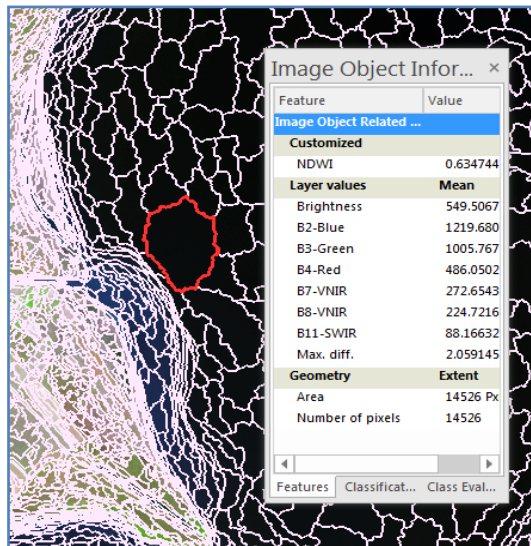 Image Object Infor... ×
Feature Value
Image Object Related ...
Customized
NDWI 0.634744
Layer values Mean
Brightness 549.5067
B2-Blue 1219.680
B3-Green 1005.767
B4-Red 486.0502
B7-VNIR 272.6543
B8-VNIR 224.7216
B11-SWIR 88.16632
Max. diff. 2.059145
Geometry Extent
Area 14526 Px
Number of pixels 14526
Features Classificat... Class Eval...